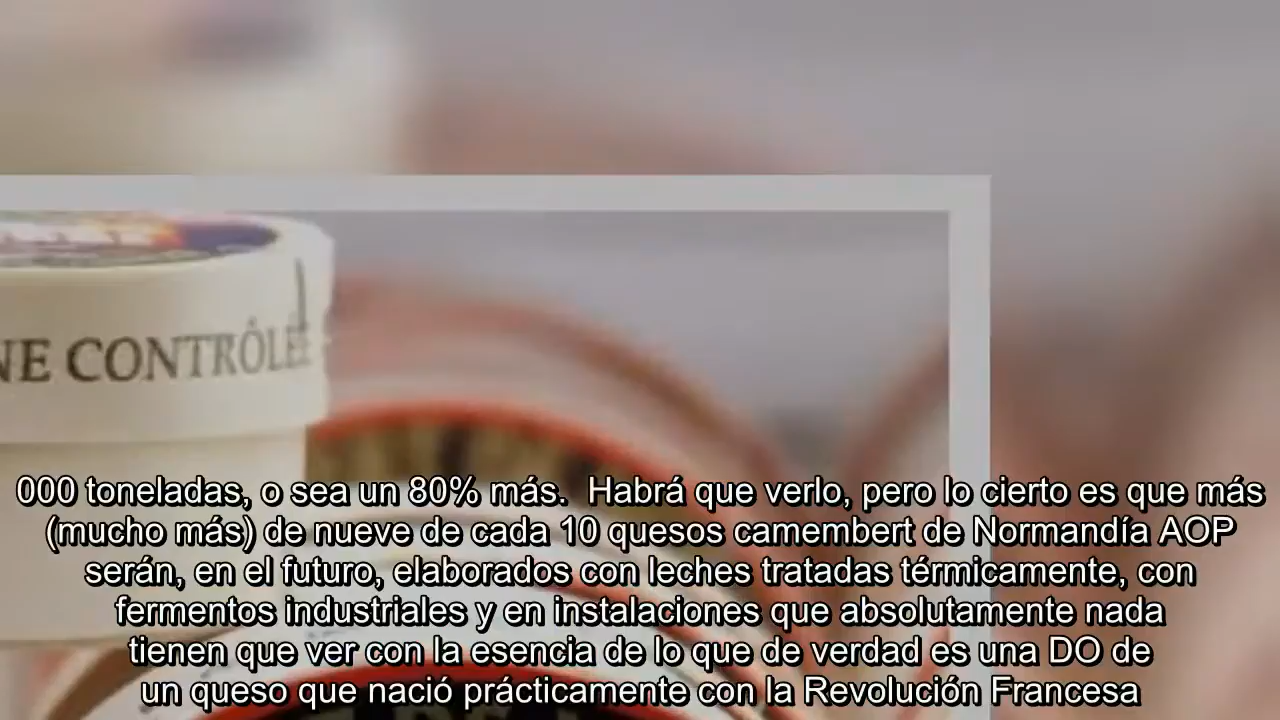 NE CONTRÔLÉE
000 toneladas, o sea un 80% más.  Habrá que verlo, pero lo cierto es que más
(mucho más) de nueve de cada 10 quesos camembert de Normandía AOP
serán, en el futuro, elaborados con leches tratadas térmicamente, con
fermentos industriales y en instalaciones que absolutamente nada
tienen que ver con la esencia de lo que de verdad es una DO de
un queso que nació prácticamente con la Revolución Francesa